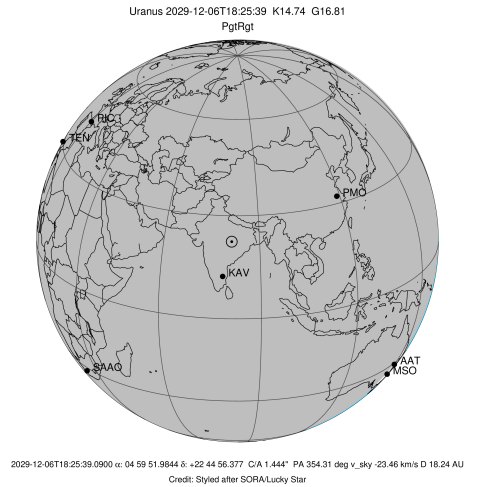 Uranus 2029-12-06T18:25:39 K14.74 G16.81
PgtRgt
PIC
TEN
PMO
KAV
SAAO
AAT
MSO
2029-12-06T18:25:39.0900 α: 04 59 51.9844 δ: +22 44 56.377 C/A 1.444" PA 354.31 deg v_sky -23.46 km/s D 18.24 AU
Credit: Styled after SORA/Lucky Star